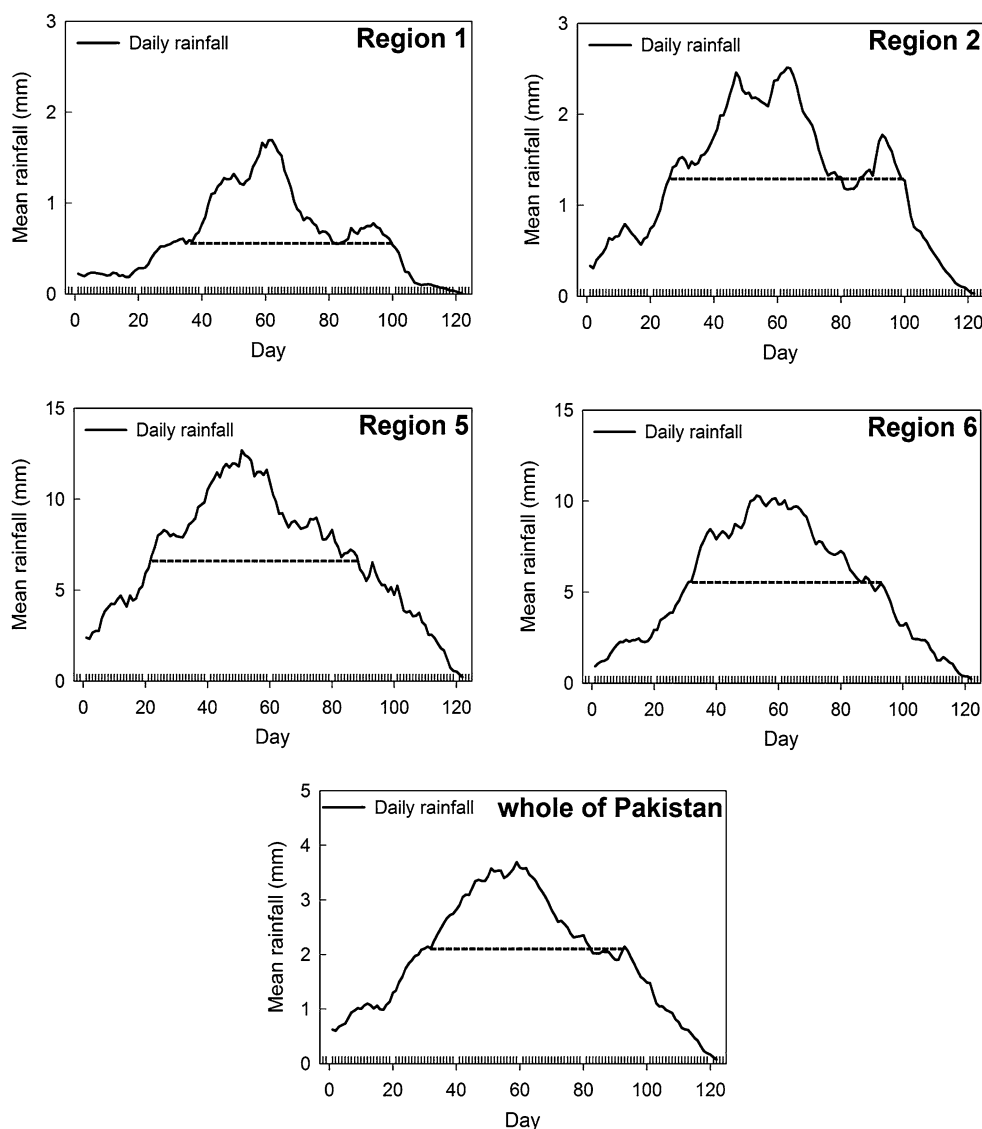 Region 1
Daily rainfall
3
2
1
0
Mean rainfall (mm)
0 20 40 60 80 100 120
Day
Region 2
Daily rainfall
3
2
1
0
Mean rainfall (mm)
0 20 40 60 80 100 120
Day
Region 5
Daily rainfall
15
10
5
0
Mean rainfall (mm)
0 20 40 60 80 100 120
Day
Region 6
Daily rainfall
15
10
5
0
Mean rainfall (mm)
0 20 40 60 80 100 120
Day
whole of Pakistan
Daily rainfall
5
4
3
2
1
0
Mean rainfall (mm)
0 20 40 60 80 100 120
Day